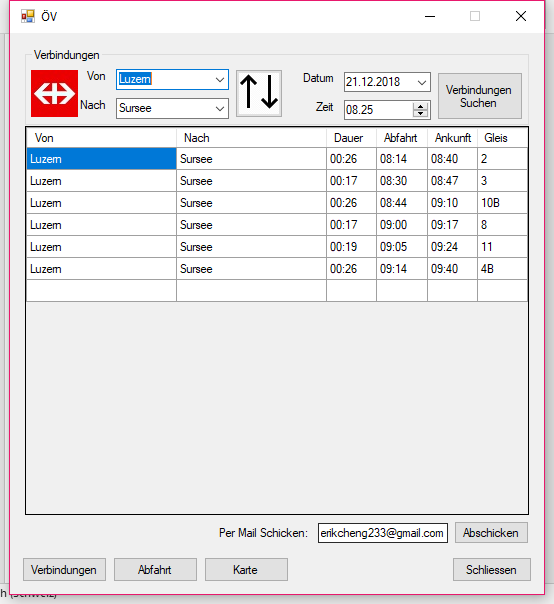 ÖV
Verbindungen
Von Luzern
Nach Sursee
Datum 21.12.2018
Zeit 08.25
Verbindungen
Suchen
Von Nach Dauer Abfahrt Ankunft Gleis
Luzern Sursee 00:26 08:14 08:40 2
Luzern Sursee 00:17 08:30 08:47 3
Luzern Sursee 00:26 08:44 09:10 10B
Luzern Sursee 00:17 09:00 09:17 8
Luzern Sursee 00:19 09:05 09:24 11
Luzern Sursee 00:26 09:14 09:40 4B
Per Mail Schicken: erikcheng233@gmail.com Abschicken
Verbindungen Abfahrt Karte Schliessen